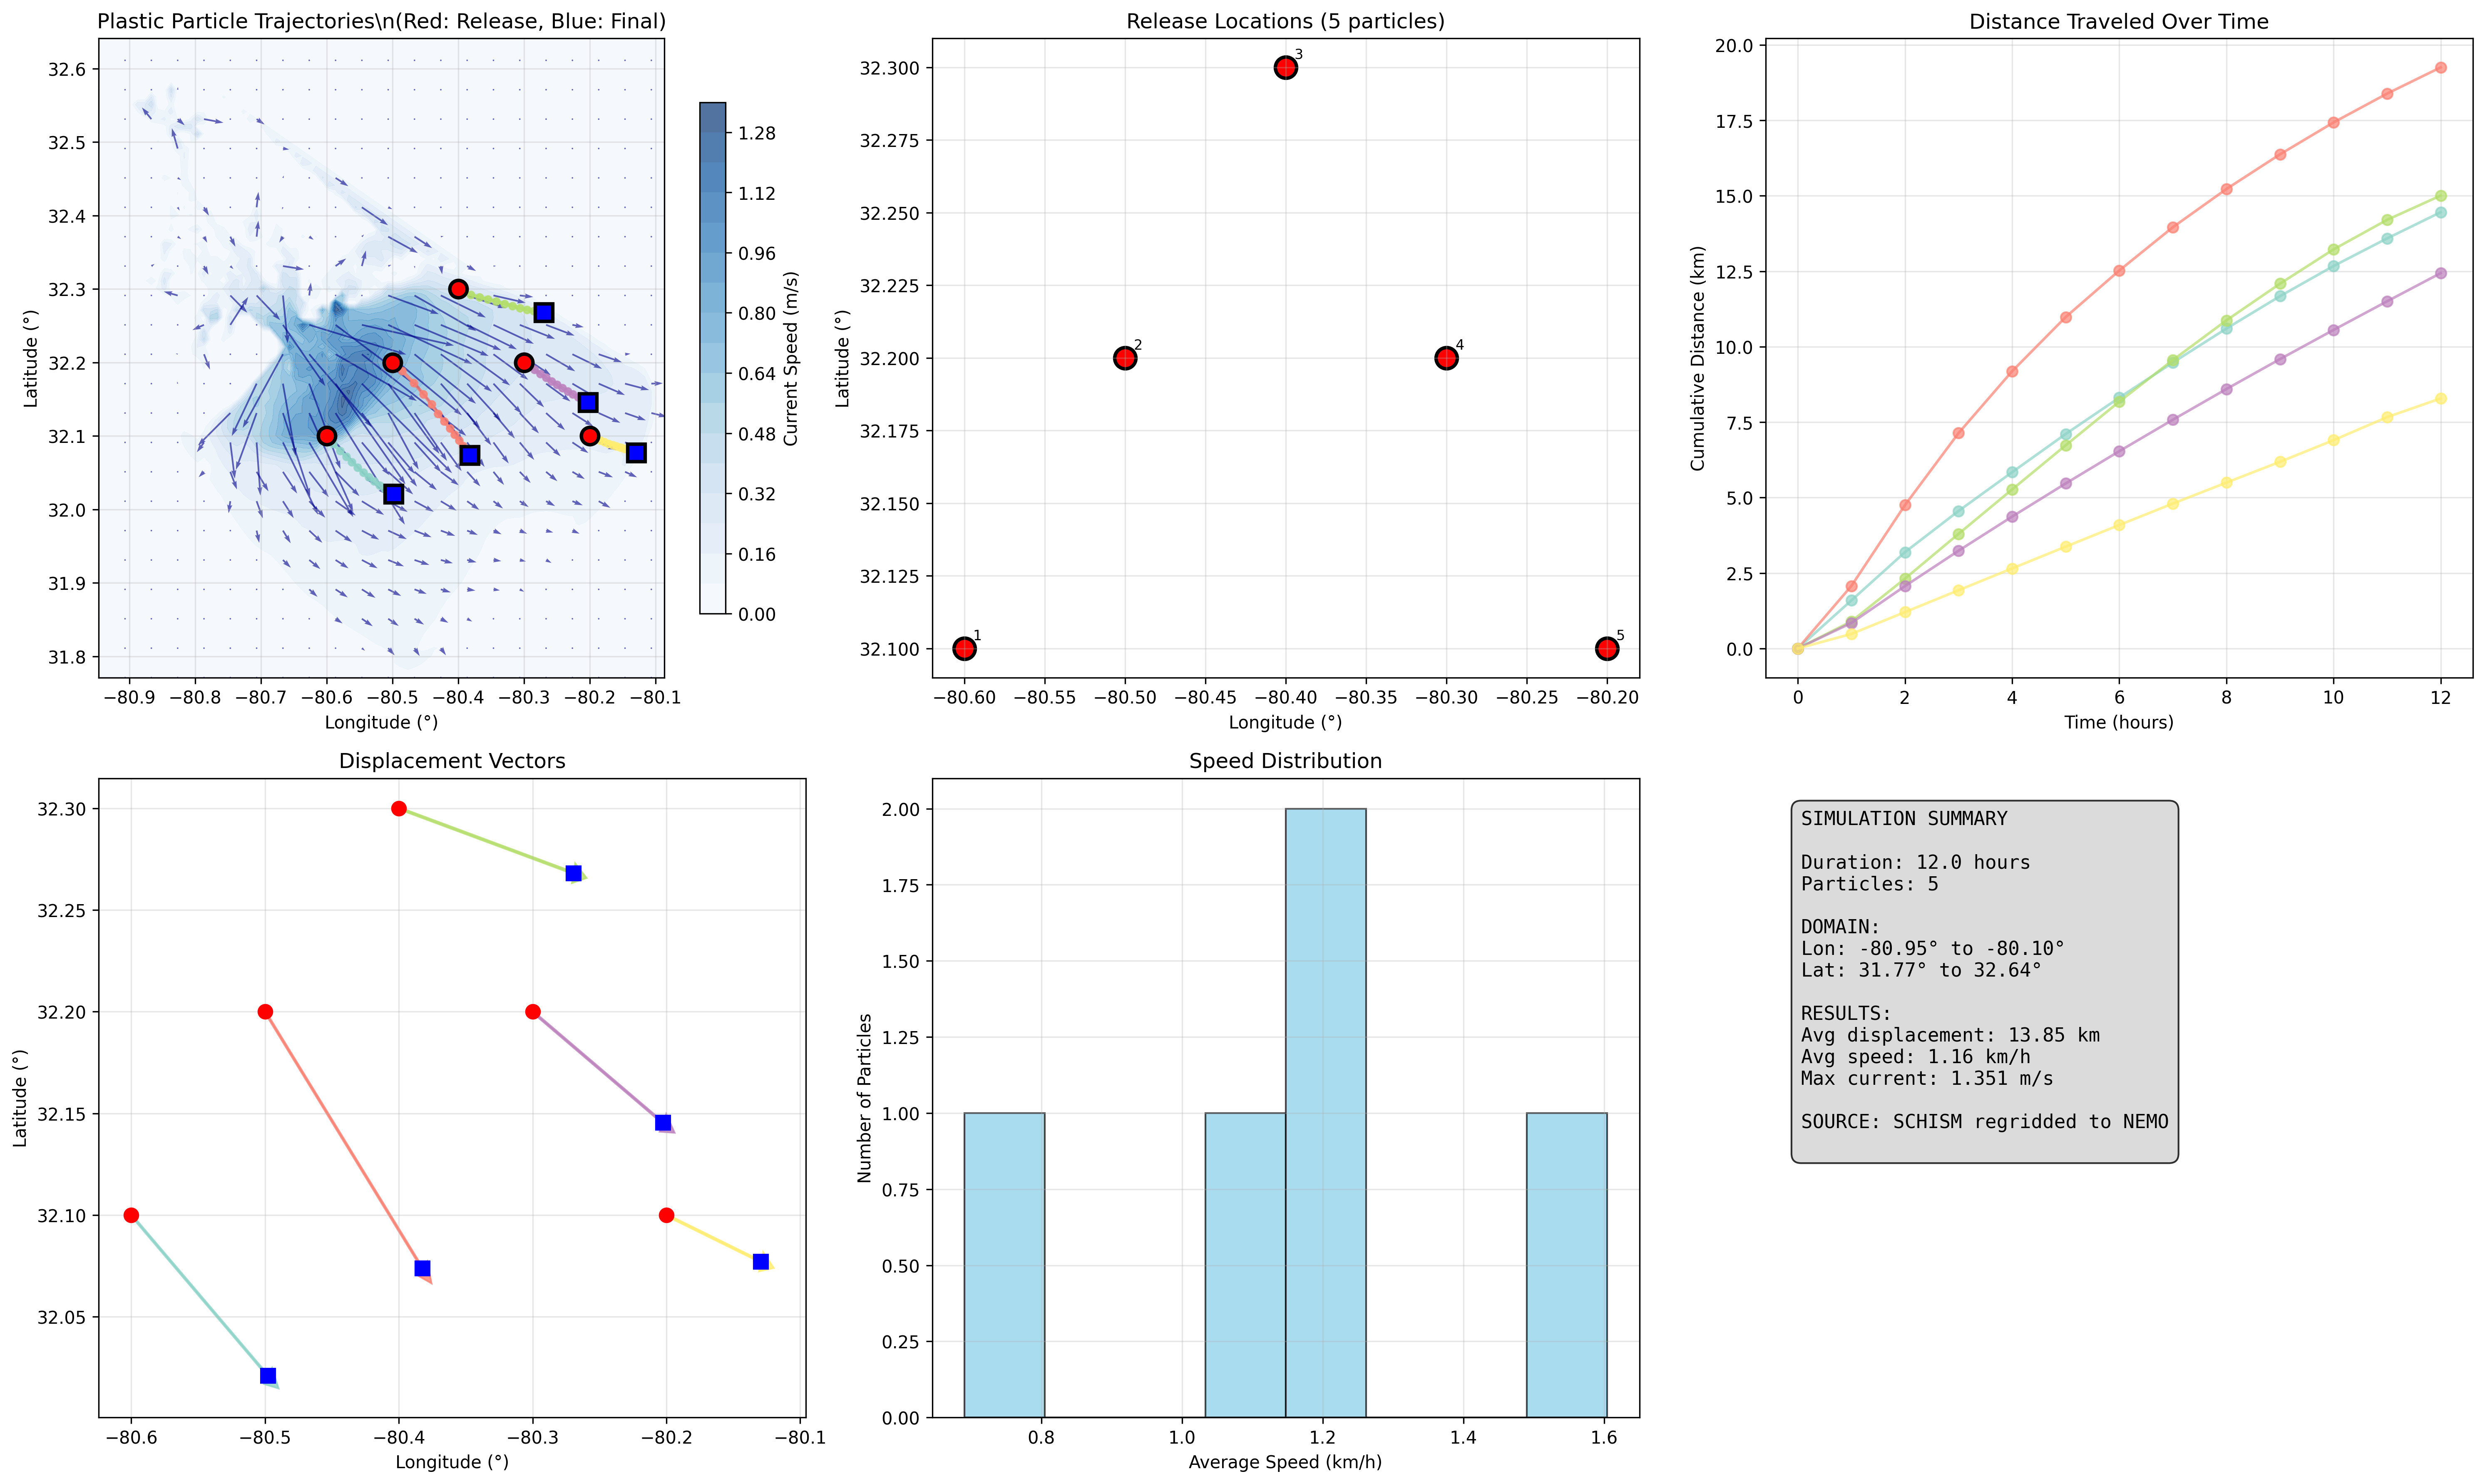 Plastic Particle Trajectories\n(Red: Release, Blue: Final)
32.6
32.5
32.4
32.3
32.2
32.1
32.0
31.9
31.8
Latitude (°)
−80.9 −80.8 −80.7 −80.6 −80.5 −80.4 −80.3 −80.2 −80.1
Longitude (°)
1.28
1.12
0.96
0.80
0.64
0.48
0.32
0.16
0.00
Current Speed (m/s)
Release Locations (5 particles)
32.300
32.275
32.250
32.225
32.200
32.175
32.150
32.125
32.100
Latitude (°)
3
2
4
1
5
−80.60 −80.55 −80.50 −80.45 −80.40 −80.35 −80.30 −80.25 −80.20
Longitude (°)
Distance Traveled Over Time
20.0
17.5
15.0
12.5
10.0
7.5
5.0
2.5
0.0
Cumulative Distance (km)
0 2 4 6 8 10 12
Time (hours)
Displacement Vectors
32.30
32.25
32.20
32.15
32.10
32.05
Latitude (°)
−80.6 −80.5 −80.4 −80.3 −80.2 −80.1
Longitude (°)
Speed Distribution
2.00
1.75
1.50
1.25
1.00
0.75
0.50
0.25
0.00
Number of Particles
0.8 1.0 1.2 1.4 1.6
Average Speed (km/h)
SIMULATION SUMMARY
Duration: 12.0 hours
Particles: 5
DOMAIN:
Lon: -80.95° to -80.10°
Lat: 31.77° to 32.64°
RESULTS:
Avg displacement: 13.85 km
Avg speed: 1.16 km/h
Max current: 1.351 m/s
SOURCE: SCHISM regridded to NEMO